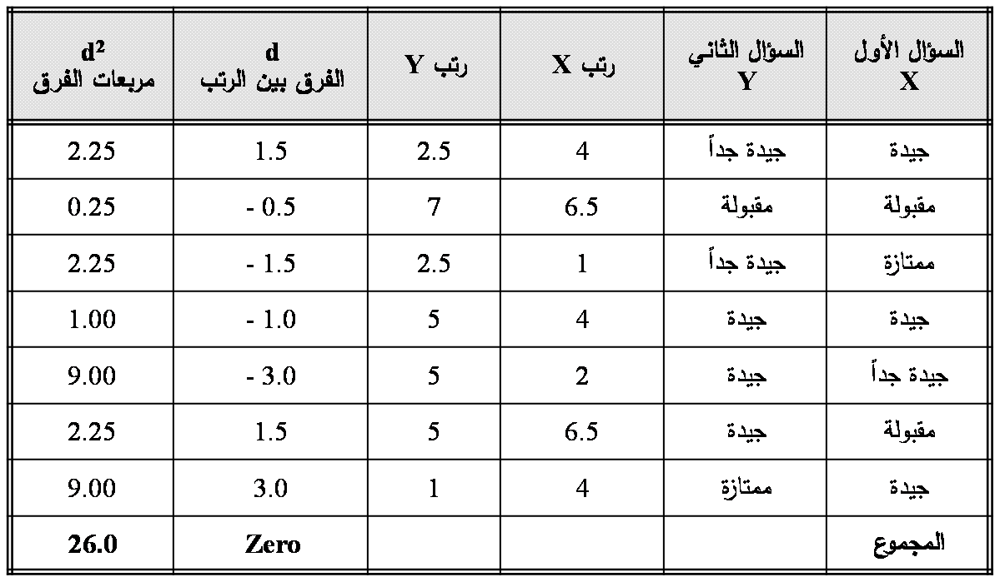 السؤال الأول X | السؤال الثاني Y | رتب X | رتب Y | d الفرق بين الرتب | d² مربعات الفرق
جيدة | جيدة جداً | 4 | 2.5 | 1.5 | 2.25
مقبولة | مقبولة | 6.5 | 7 | - 0.5 | 0.25
ممتازة | جيدة جداً | 1 | 2.5 | - 1.5 | 2.25
جيدة | جيدة | 4 | 5 | - 1.0 | 1.00
جيدة جداً | جيدة | 2 | 5 | - 3.0 | 9.00
مقبولة | جيدة | 6.5 | 5 | 1.5 | 2.25
جيدة | ممتازة | 4 | 1 | 3.0 | 9.00
المجموع | | | | Zero | 26.0